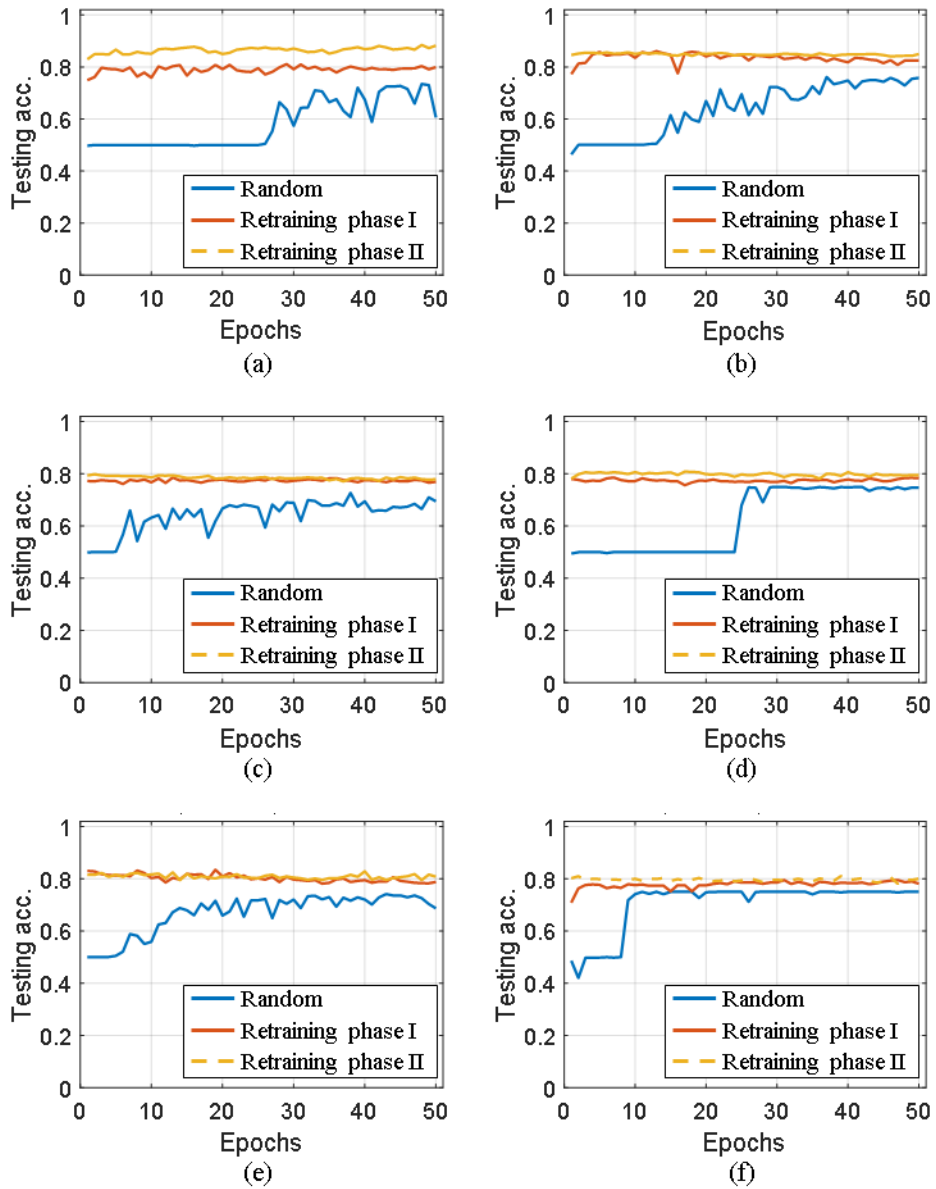 1
0.8
0.6
0.4
0.2
0
Testing acc.
Random
Retraining phase I
Retraining phase II
0 10 20 30 40 50
Epochs
(a)
1
0.8
0.6
0.4
0.2
0
Testing acc.
Random
Retraining phase I
Retraining phase II
0 10 20 30 40 50
Epochs
(b)
1
0.8
0.6
0.4
0.2
0
Testing acc.
Random
Retraining phase I
Retraining phase II
0 10 20 30 40 50
Epochs
(c)
1
0.8
0.6
0.4
0.2
0
Testing acc.
Random
Retraining phase I
Retraining phase II
0 10 20 30 40 50
Epochs
(d)
1
0.8
0.6
0.4
0.2
0
Testing acc.
Random
Retraining phase I
Retraining phase II
0 10 20 30 40 50
Epochs
(e)
1
0.8
0.6
0.4
0.2
0
Testing acc.
Random
Retraining phase I
Retraining phase II
0 10 20 30 40 50
Epochs
(f)